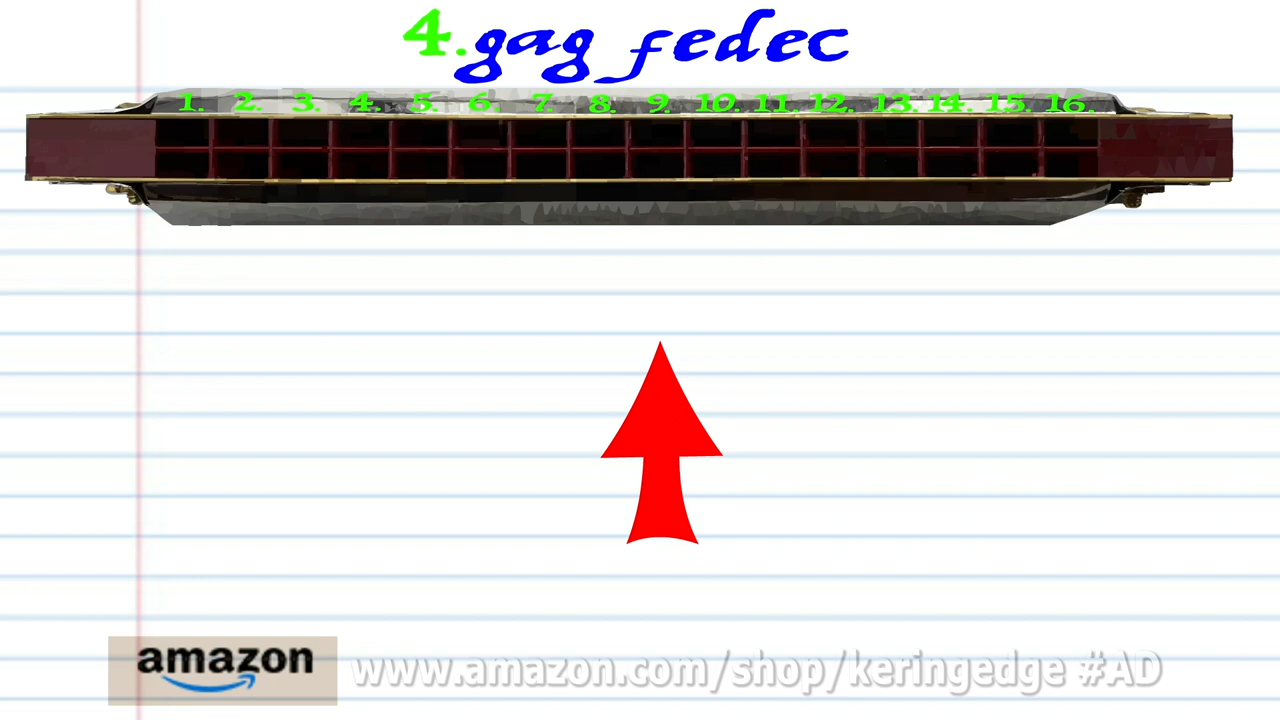 4.gag fedec
1. 2. 3. 4. 5. 6. 7. 8. 9. 10. 11. 12. 13. 14. 15. 16.
amazon www.amazon.com/shop/keringedge #AD